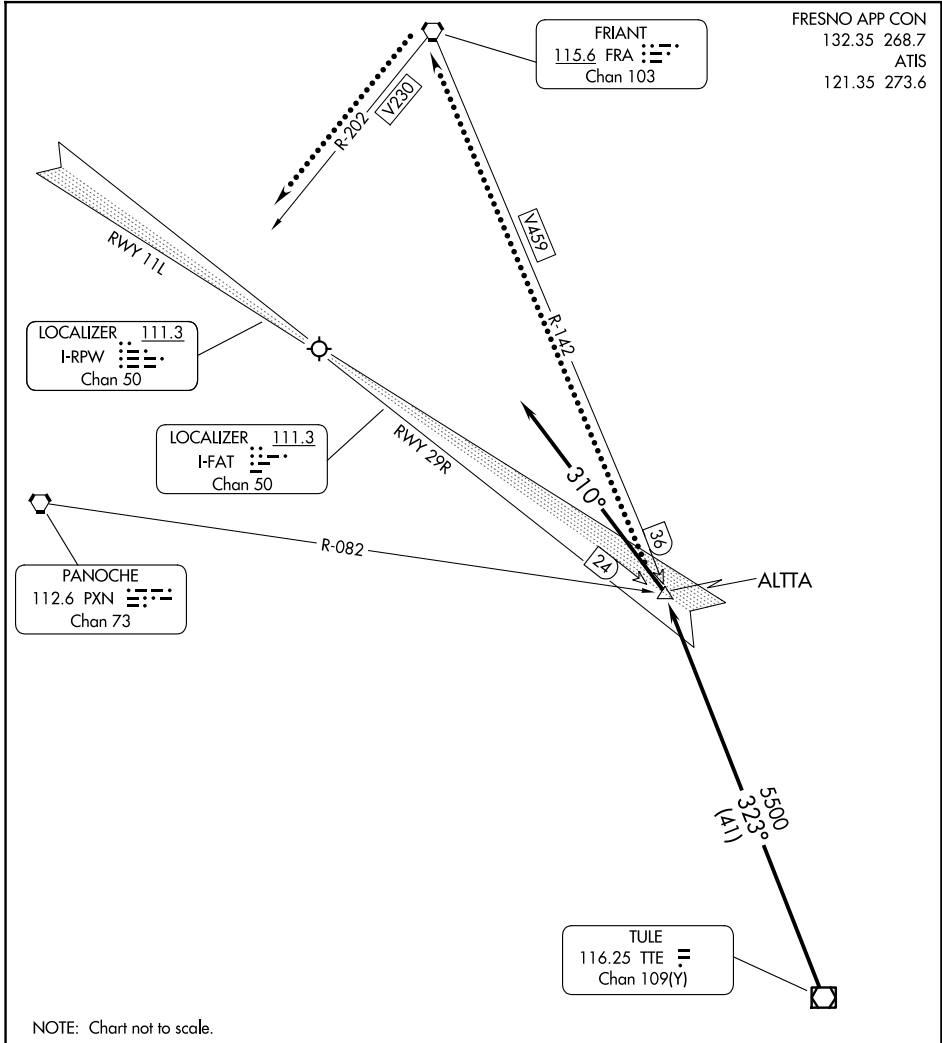 FRESNO APP CON
132.35 268.7
ATIS
121.35 273.6
FRIANT
115.6 FRA
Chan 103
V230
R-202
V459
R-142
RWY 11L
LOCALIZER 111.3
I-RPW
Chan 50
LOCALIZER 111.3
I-FAT
Chan 50
RWY 29R
310°
36
24
R-082
ALTTA
PANOCHE
112.6 PXN
Chan 73
5500
323°
(41)
TULE
116.25 TTE
Chan 109(Y)
NOTE: Chart not to scale.